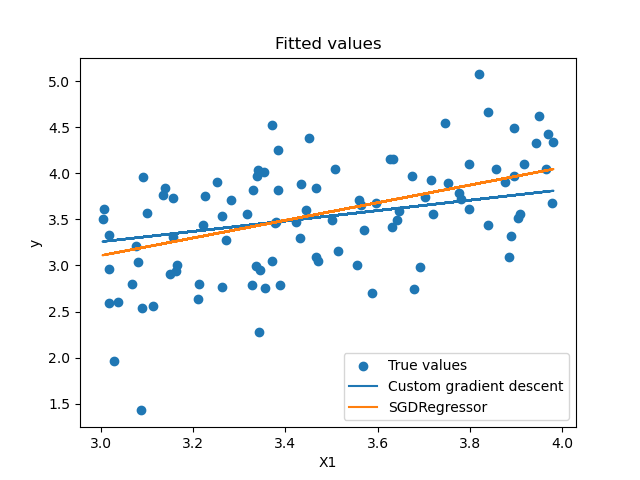 Fitted values
5.0
4.5
4.0
3.5
3.0
2.5
2.0
1.5
y
True values
Custom gradient descent
SGDRegressor
3.0 3.2 3.4 3.6 3.8 4.0
X1